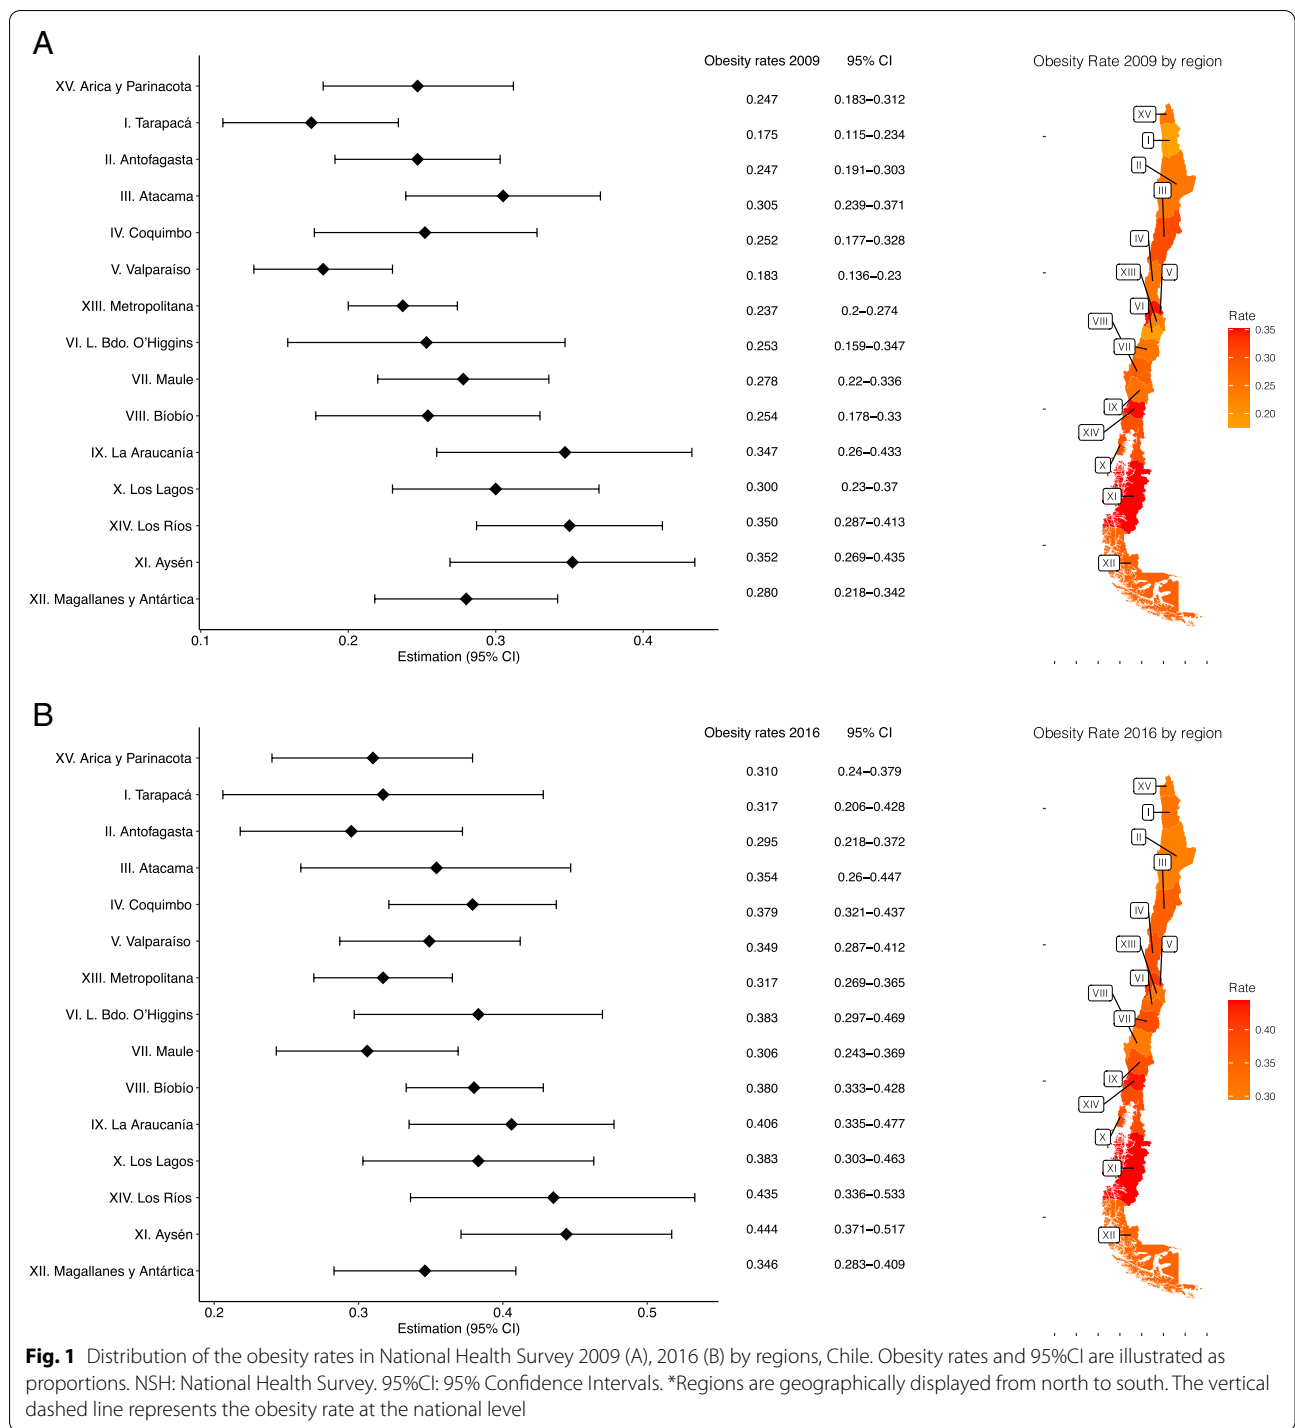 A
Obesity rates 2009 95% CI
Obesity Rate 2009 by region
XV. Arica y Parinacota 0.247 0.183–0.312
I. Tarapacá 0.175 0.115–0.234
II. Antofagasta 0.247 0.191–0.303
III. Atacama 0.305 0.239–0.371
IV. Coquimbo 0.252 0.177–0.328
V. Valparaíso 0.183 0.136–0.23
XIII. Metropolitana 0.237 0.2–0.274
VI. L. Bdo. O'Higgins 0.253 0.159–0.347
VII. Maule 0.278 0.22–0.336
VIII. Bíobío 0.254 0.178–0.33
IX. La Araucanía 0.347 0.26–0.433
X. Los Lagos 0.300 0.23–0.37
XIV. Los Ríos 0.350 0.287–0.413
XI. Aysén 0.352 0.269–0.435
XII. Magallanes y Antártica 0.280 0.218–0.342
0.1 0.2 0.3 0.4
Estimation (95% CI)
XV
I
II
III
IV
XIII V
VI
VIII
VII
IX
XIV
X
XI
XII
Rate
0.35
0.30
0.25
0.20
B
Obesity rates 2016 95% CI
Obesity Rate 2016 by region
XV. Arica y Parinacota 0.310 0.24–0.379
I. Tarapacá 0.317 0.206–0.428
II. Antofagasta 0.295 0.218–0.372
III. Atacama 0.354 0.26–0.447
IV. Coquimbo 0.379 0.321–0.437
V. Valparaíso 0.349 0.287–0.412
XIII. Metropolitana 0.317 0.269–0.365
VI. L. Bdo. O'Higgins 0.383 0.297–0.469
VII. Maule 0.306 0.243–0.369
VIII. Bíobío 0.380 0.333–0.428
IX. La Araucanía 0.406 0.335–0.477
X. Los Lagos 0.383 0.303–0.463
XIV. Los Ríos 0.435 0.336–0.533
XI. Aysén 0.444 0.371–0.517
XII. Magallanes y Antártica 0.346 0.283–0.409
0.2 0.3 0.4 0.5
Estimation (95% CI)
XV
I
II
III
IV
XIII V
VI
VIII
VII
IX
XIV
X
XI
XII
Rate
0.40
0.35
0.30
Fig. 1 Distribution of the obesity rates in National Health Survey 2009 (A), 2016 (B) by regions, Chile. Obesity rates and 95%CI are illustrated as
proportions. NSH: National Health Survey. 95%CI: 95% Confidence Intervals. *Regions are geographically displayed from north to south. The vertical
dashed line represents the obesity rate at the national level